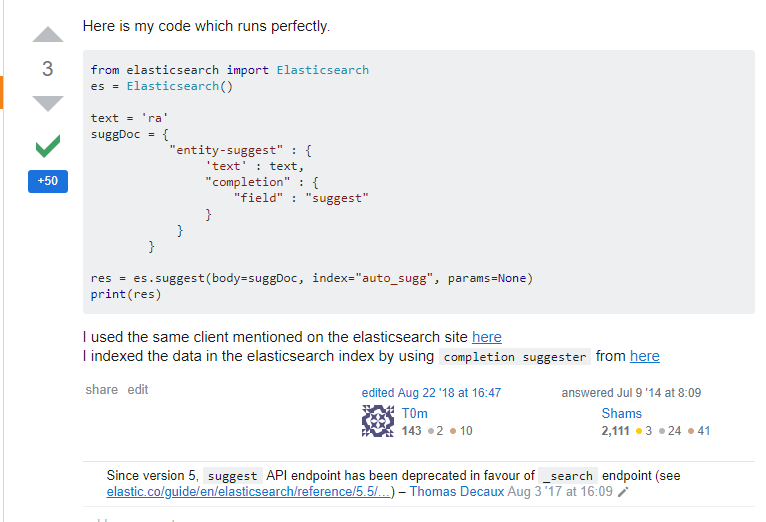 Here is my code which runs perfectly.
3
from elasticsearch import Elasticsearch
es = Elasticsearch()
text = 'ra'
suggDoc = {
"entity-suggest" : {
'text' : text,
"completion" : {
"field" : "suggest"
}
}
}
+50
res = es.suggest(body=suggDoc, index="auto_sugg", params=None)
print(res)
I used the same client mentioned on the elasticsearch site here
I indexed the data in the elasticsearch index by using completion suggester from here
share edit
edited Aug 22 '18 at 16:47
T0m
143 2 10
answered Jul 9 '14 at 8:09
Shams
2,111 3 24 41
Since version 5, suggest API endpoint has been deprecated in favour of _search endpoint (see
elastic.co/guide/en/elasticsearch/reference/5.5/…) – Thomas Decaux Aug 3 '17 at 16:09